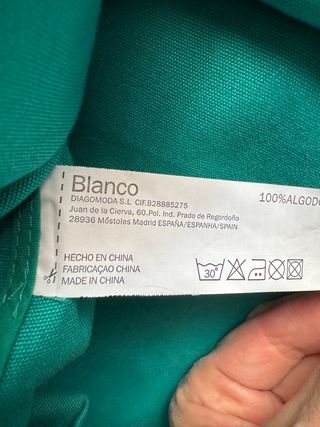 Blanco
DIAGOMODA S.L CIF.B28885275
Juan de la Cierva, 60.Pol. Ind. Prado de Regordoño
28936 Móstoles Madrid ESPAÑA/ESPANHA/SPAIN
100%ALGODO
HECHO EN CHINA
FABRICAÇAO CHINA
MADE IN CHINA
30°